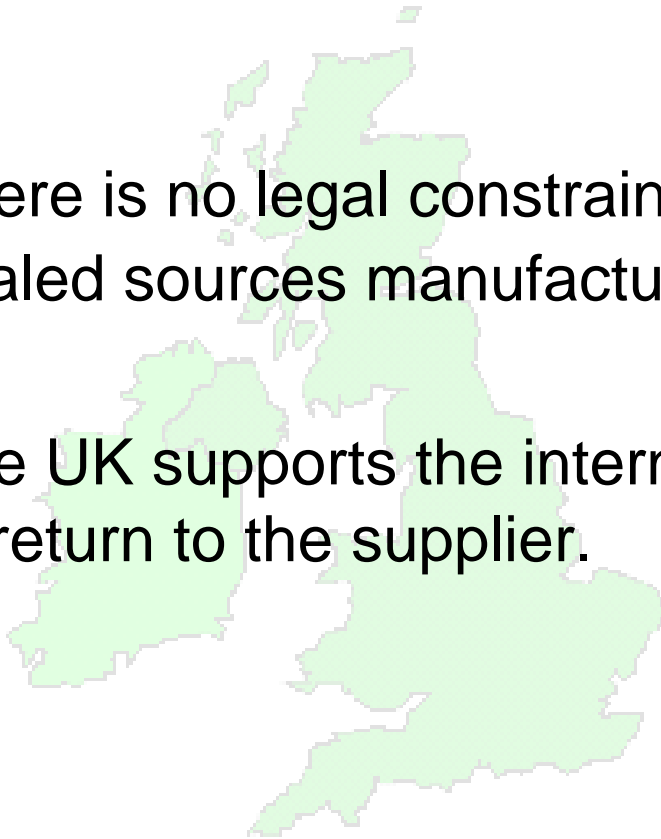 ere is no legal constrain
aled sources manufactu
e UK supports the intern
return to the supplier.